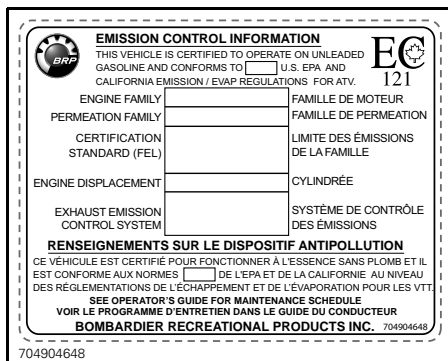 BRP
EMISSION CONTROL INFORMATION
THIS VEHICLE IS CERTIFIED TO OPERATE ON UNLEADED
GASOLINE AND CONFORMS TO U.S. EPA AND
CALIFORNIA EMISSION / EVAP REGULATIONS FOR ATV.
EC
121
ENGINE FAMILY FAMILLE DE MOTEUR
PERMEATION FAMILY FAMILLE DE PERMEATION
CERTIFICATION LIMITE DES ÉMISSIONS
STANDARD (FEL) DE LA FAMILLE
ENGINE DISPLACEMENT CYLINDRÉE
EXHAUST EMISSION SYSTÈME DE CONTRÔLE
CONTROL SYSTEM DES ÉMISSIONS
RENSEIGNEMENTS SUR LE DISPOSITIF ANTIPOLLUTION
CE VÉHICULE EST CERTIFIÉ POUR FONCTIONNER À L'ESSENCE SANS PLOMB ET IL
EST CONFORME AUX NORMES DE L'EPA ET DE LA CALIFORNIE AU NIVEAU
DES RÉGLEMENTATIONS DE L'ÉCHAPPEMENT ET DE L'ÉVAPORATION POUR LES VTT.
SEE OPERATOR'S GUIDE FOR MAINTENANCE SCHEDULE
VOIR LE PROGRAMME D'ENTRETIEN DANS LE GUIDE DU CONDUCTEUR
BOMBARDIER RECREATIONAL PRODUCTS INC. 704904648
704904648